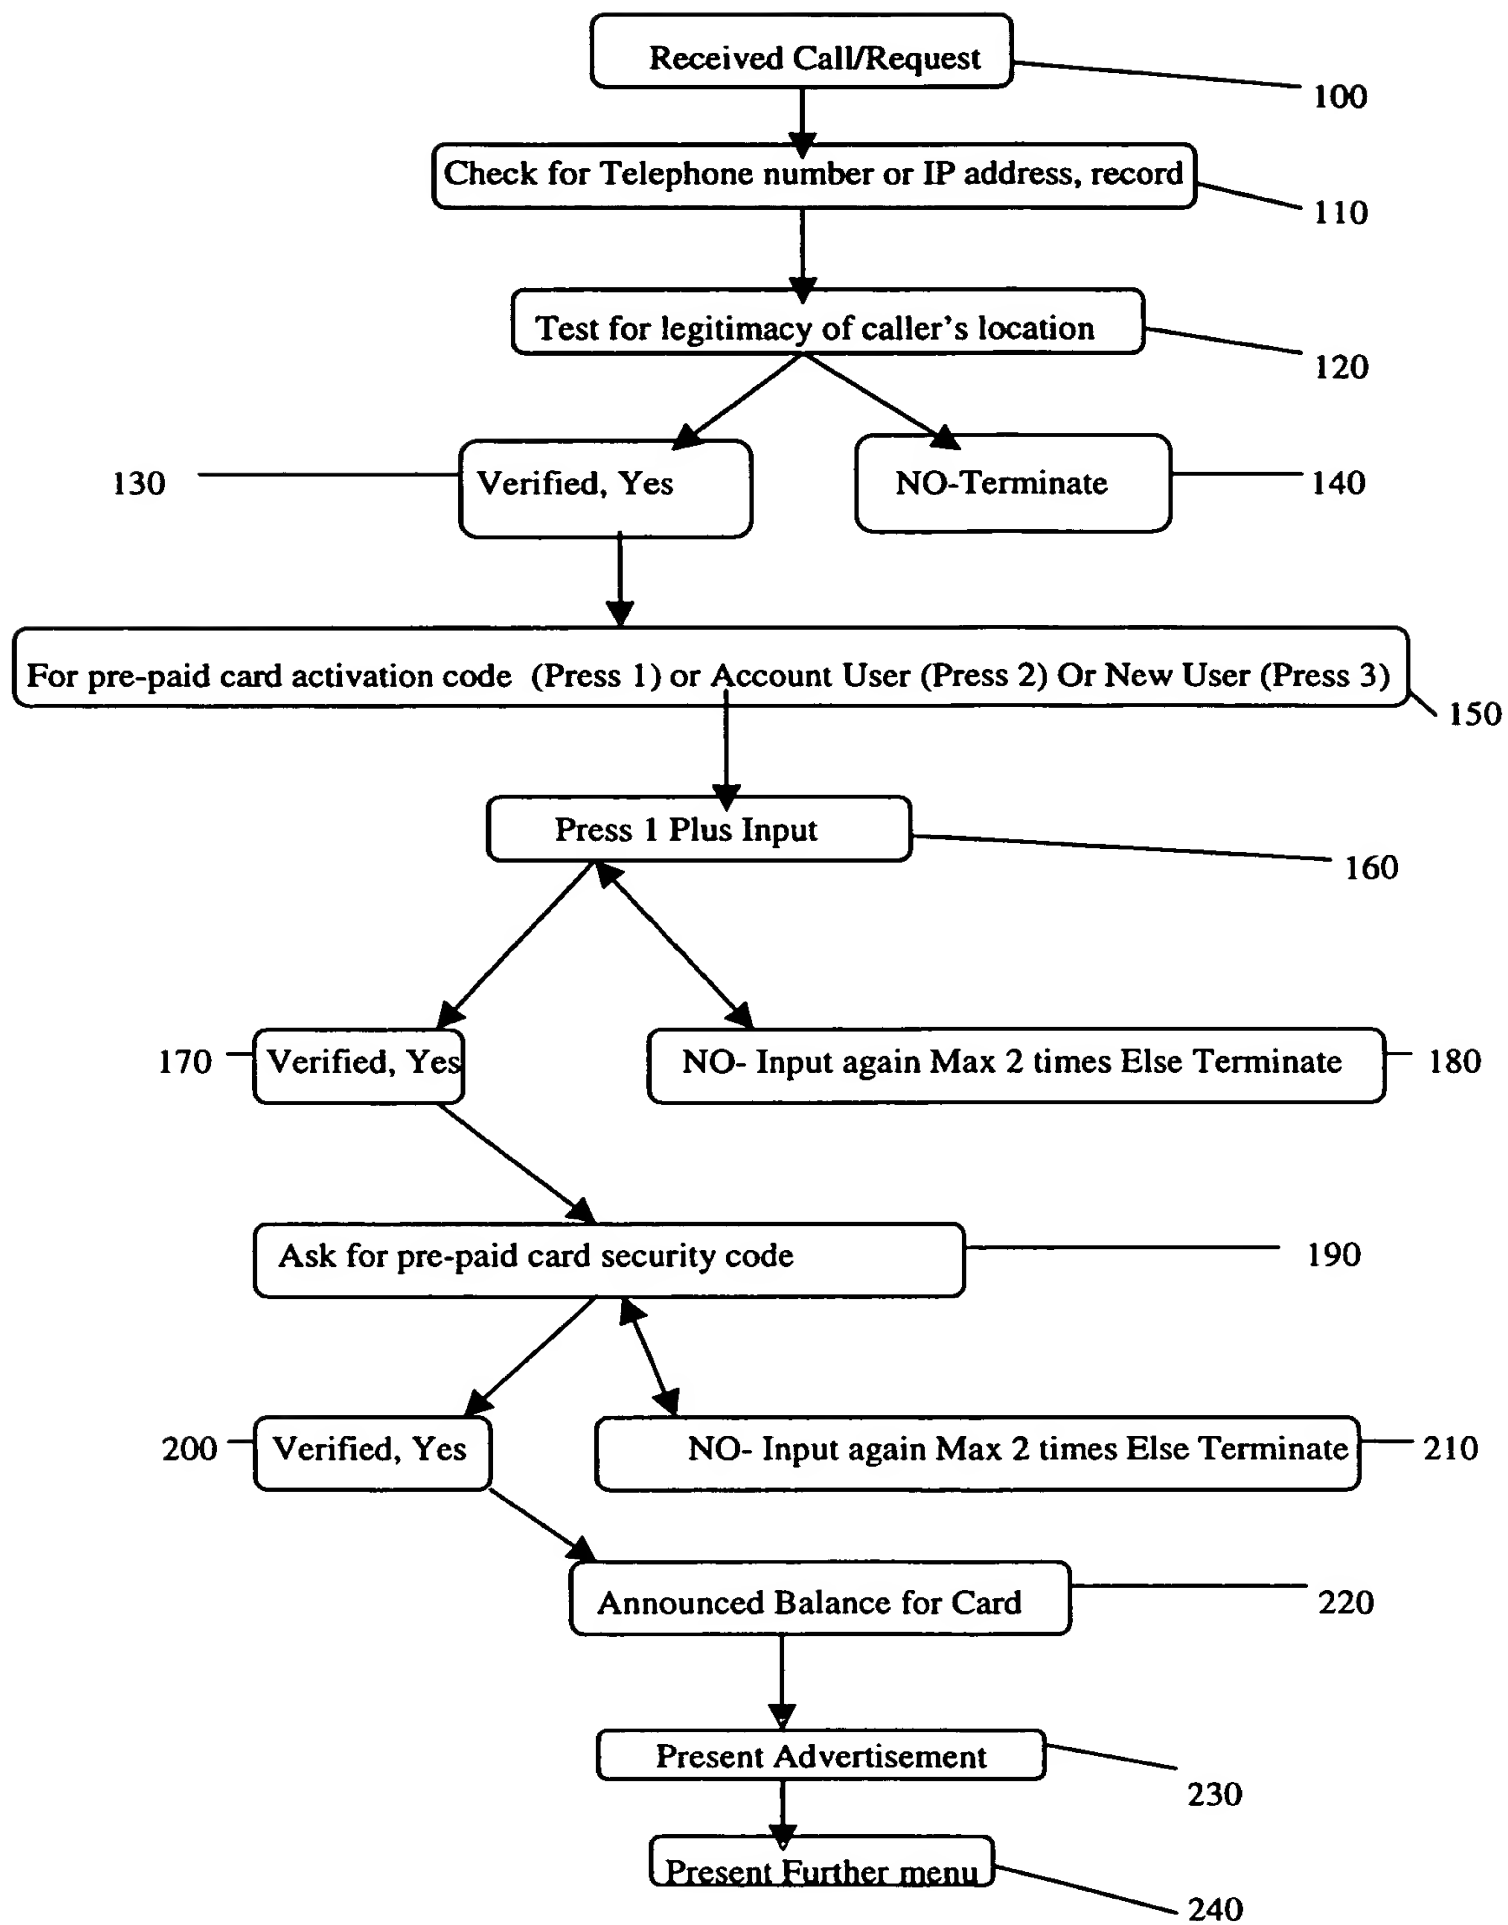 Received Call/Request
100
Check for Telephone number or IP address, record
110
Test for legitimacy of caller's location
120
130
Verified, Yes
NO-Terminate
140
For pre-paid card activation code (Press 1) or Account User (Press 2) Or New User (Press 3)
150
Press 1 Plus Input
160
170
Verified, Yes
NO- Input again Max 2 times Else Terminate
180
Ask for pre-paid card security code
190
200
Verified, Yes
NO- Input again Max 2 times Else Terminate
210
Announced Balance for Card
220
Present Advertisement
230
Present Further menu
240